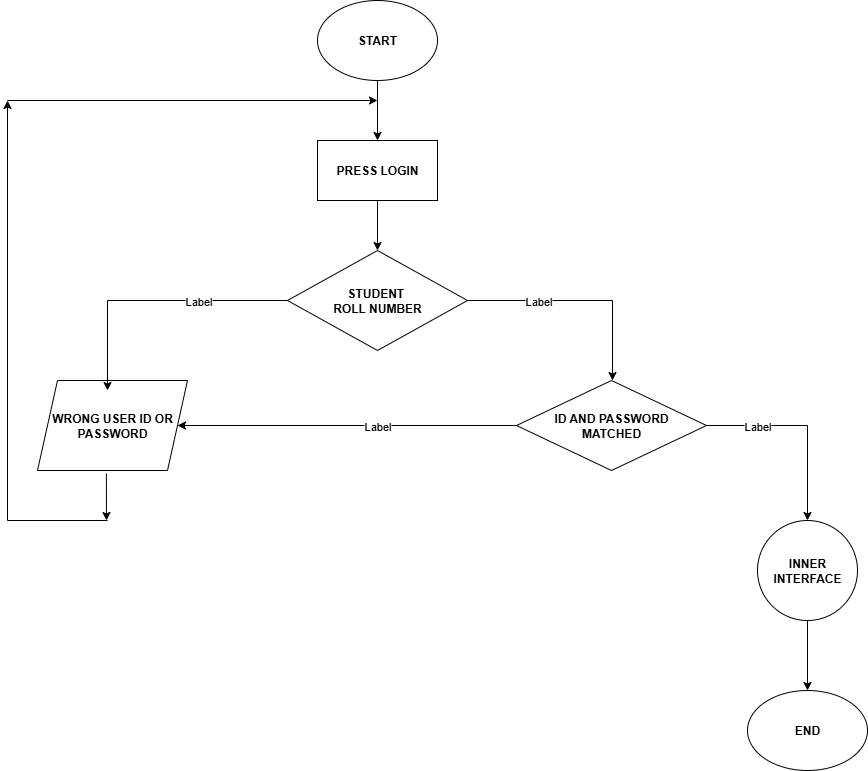 START
PRESS LOGIN
STUDENT
ROLL NUMBER
Label
Label
WRONG USER ID OR
PASSWORD
Label
ID AND PASSWORD
MATCHED
Label
INNER
INTERFACE
END